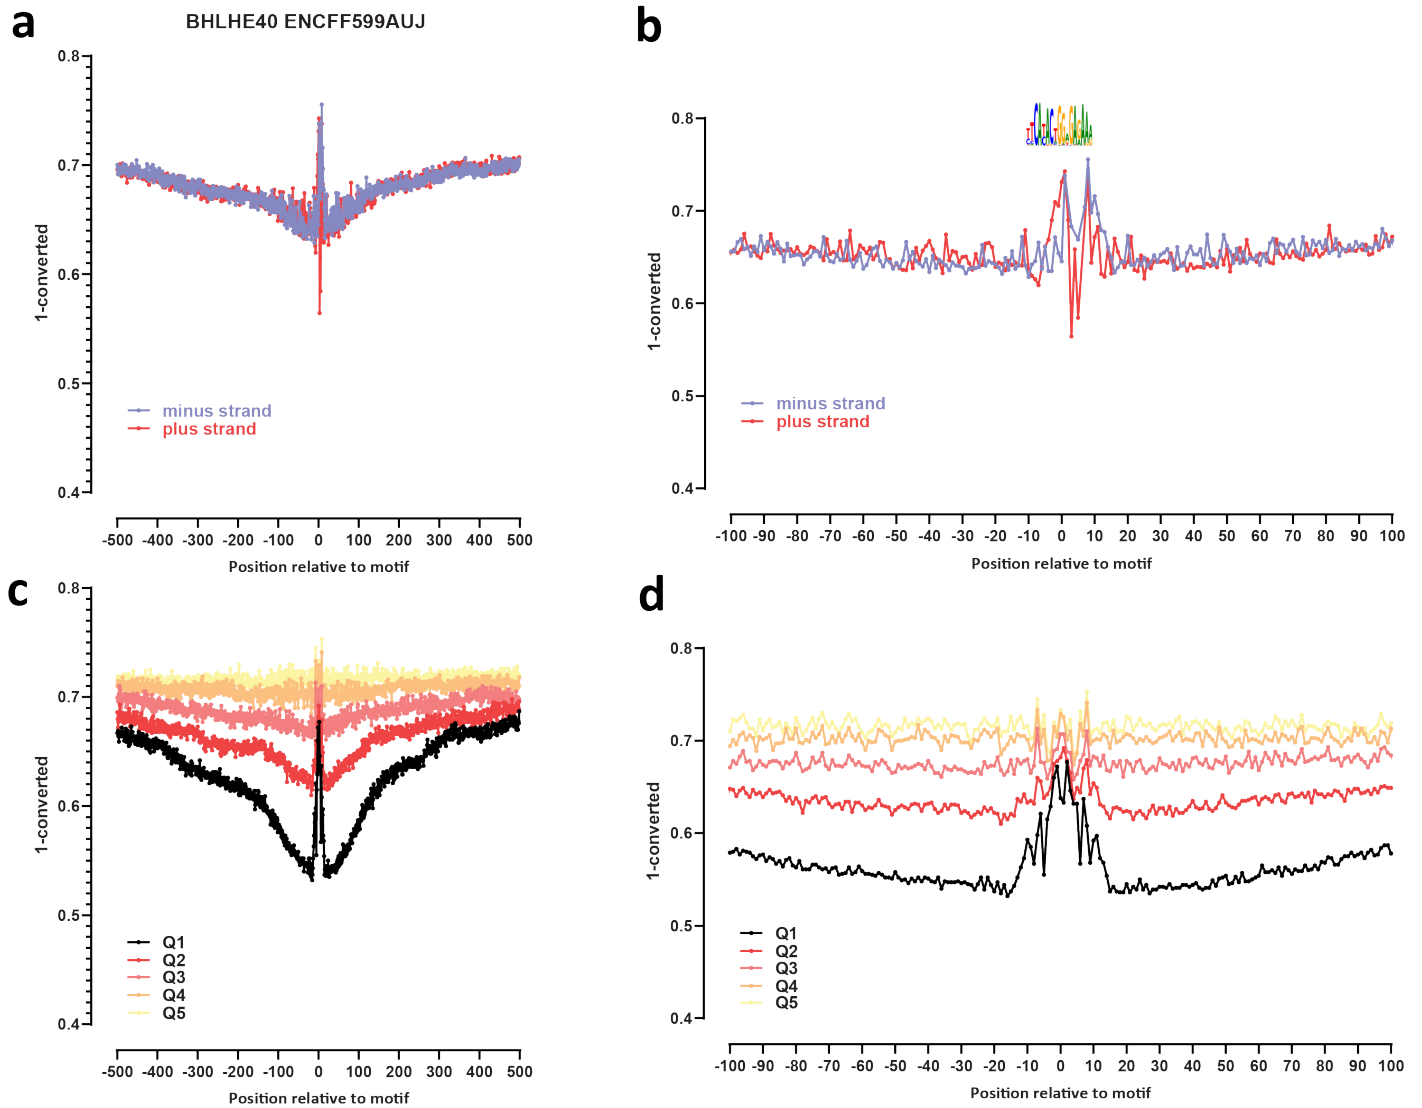 a
BHLHE40 ENCFF599AUJ
0.8
0.7
0.6
0.5
0.4
1-converted
minus strand
plus strand
-500 -400 -300 -200 -100 0 100 200 300 400 500
Position relative to motif
b
0.8
0.7
0.6
0.5
0.4
1-converted
minus strand
plus strand
-100 -90 -80 -70 -60 -50 -40 -30 -20 -10 0 10 20 30 40 50 60 70 80 90 100
Position relative to motif
c
0.8
0.7
0.6
0.5
0.4
1-converted
Q1
Q2
Q3
Q4
Q5
-500 -400 -300 -200 -100 0 100 200 300 400 500
Position relative to motif
d
0.8
0.7
0.6
0.5
0.4
1-converted
Q1
Q2
Q3
Q4
Q5
-100 -90 -80 -70 -60 -50 -40 -30 -20 -10 0 10 20 30 40 50 60 70 80 90 100
Position relative to motif